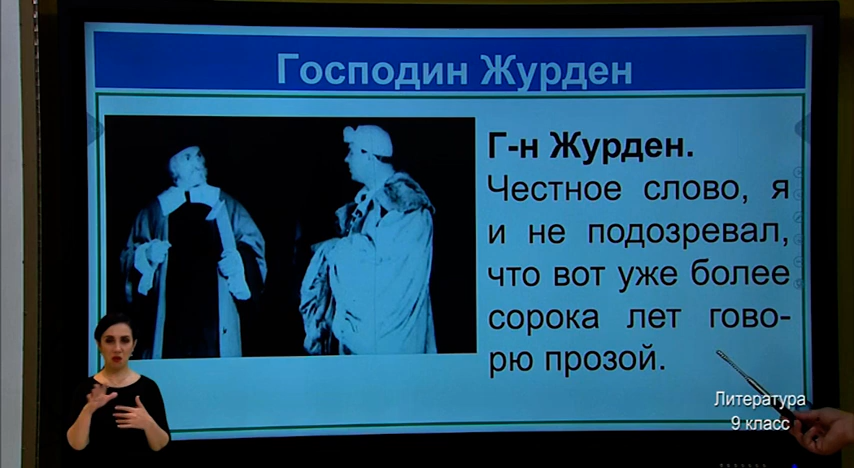 Господин Журден
Г-н Журден.
Честное слово, я
и не подозревал,
что вот уже более
сорока лет гово-
рю прозой.
Литература
9 класс